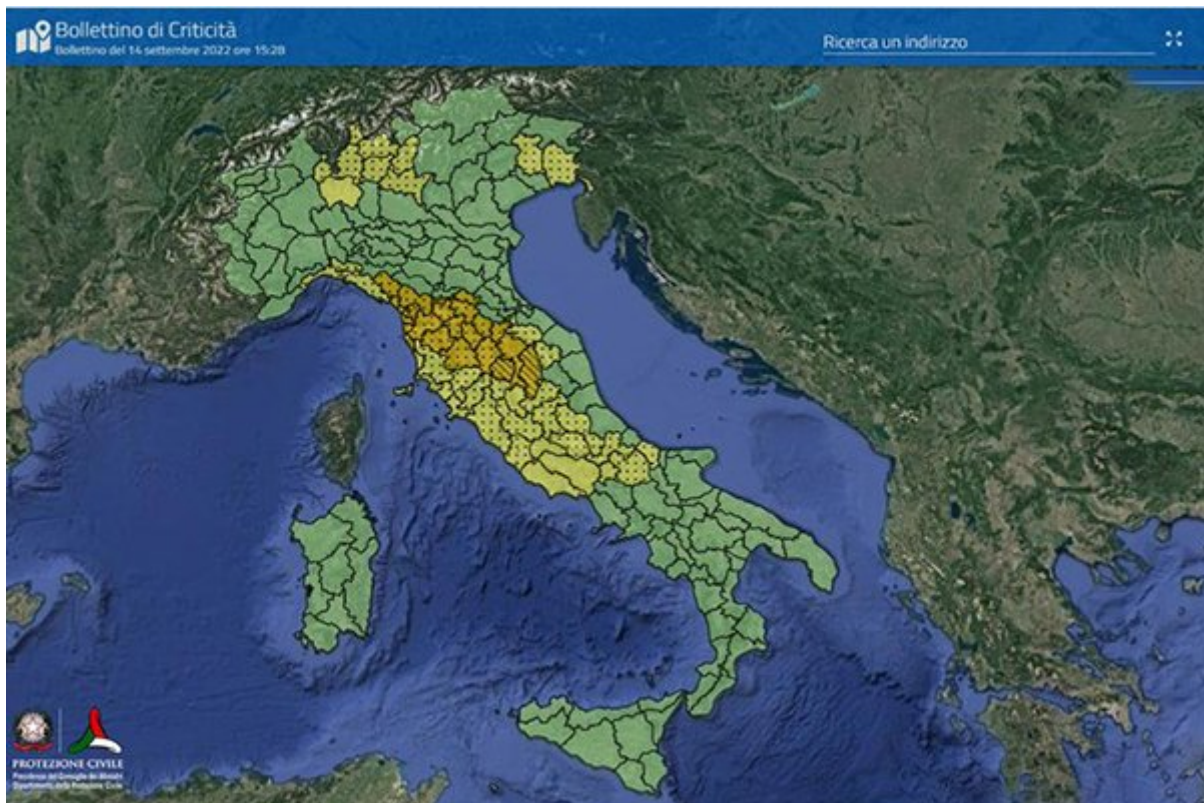 Bollettino di Criticità
Bollettino del 14 settembre 2022 ore 15:28
Ricerca un indirizzo
PROTEZIONE CIVILE
Presidenza del Consiglio dei Ministri
Dipartimento della Protezione Civile